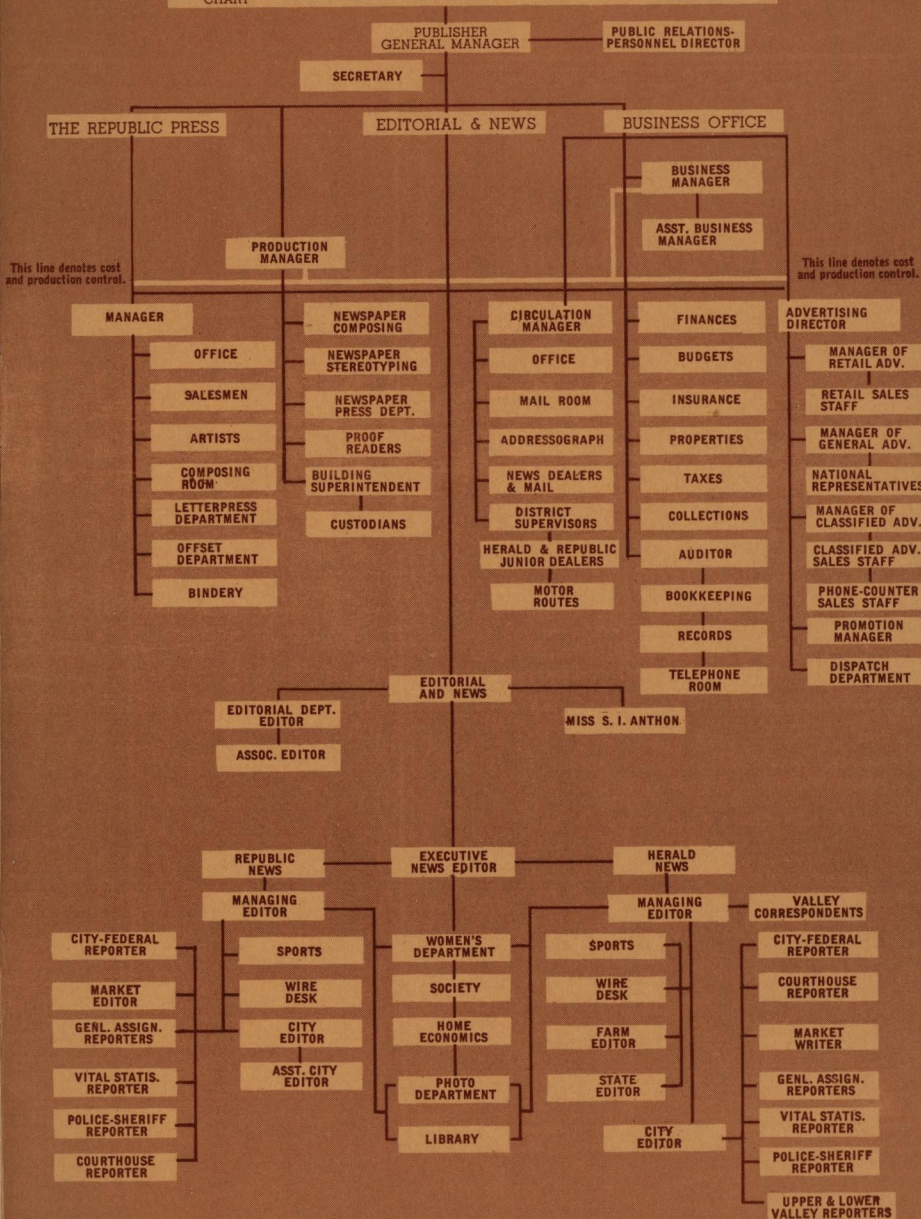 CHART
PUBLISHER
GENERAL MANAGER
PUBLIC RELATIONS-
PERSONNEL DIRECTOR
SECRETARY
THE REPUBLIC PRESS
EDITORIAL & NEWS
BUSINESS OFFICE
BUSINESS
MANAGER
ASST. BUSINESS
MANAGER
PRODUCTION
MANAGER
This line denotes cost
and production control.
This line denotes cost
and production control.
MANAGER
OFFICE
SALESMEN
ARTISTS
COMPOSING
ROOM
LETTERPRESS
DEPARTMENT
OFFSET
DEPARTMENT
BINDERY
NEWSPAPER
COMPOSING
NEWSPAPER
STEREOTYPING
NEWSPAPER
PRESS DEPT.
PROOF
READERS
BUILDING
SUPERINTENDENT
CUSTODIANS
CIRCULATION
MANAGER
OFFICE
MAIL ROOM
ADDRESSOGRAPH
NEWS DEALERS
& MAIL
DISTRICT
SUPERVISORS
HERALD & REPUBLIC
JUNIOR DEALERS
MOTOR
ROUTES
FINANCES
BUDGETS
INSURANCE
PROPERTIES
TAXES
COLLECTIONS
AUDITOR
BOOKKEEPING
RECORDS
TELEPHONE
ROOM
ADVERTISING
DIRECTOR
MANAGER OF
RETAIL ADV.
RETAIL SALES
STAFF
MANAGER OF
GENERAL ADV.
NATIONAL
REPRESENTATIVES
MANAGER OF
CLASSIFIED ADV.
CLASSIFIED ADV.
SALES STAFF
PHONE-COUNTER
SALES STAFF
PROMOTION
MANAGER
DISPATCH
DEPARTMENT
EDITORIAL
AND NEWS
EDITORIAL DEPT.
EDITOR
ASSOC. EDITOR
MISS S. I. ANTHON
REPUBLIC
NEWS
EXECUTIVE
NEWS EDITOR
HERALD
NEWS
MANAGING
EDITOR
MANAGING
EDITOR
VALLEY
CORRESPONDENTS
CITY-FEDERAL
REPORTER
MARKET
EDITOR
GENL. ASSIGN.
REPORTERS
VITAL STATIS.
REPORTER
POLICE-SHERIFF
REPORTER
COURTHOUSE
REPORTER
SPORTS
WIRE
DESK
CITY
EDITOR
ASST. CITY
EDITOR
WOMEN'S
DEPARTMENT
SOCIETY
HOME
ECONOMICS
PHOTO
DEPARTMENT
LIBRARY
SPORTS
WIRE
DESK
FARM
EDITOR
STATE
EDITOR
CITY
EDITOR
CITY-FEDERAL
REPORTER
COURTHOUSE
REPORTER
MARKET
WRITER
GENL. ASSIGN.
REPORTERS
VITAL STATIS.
REPORTER
POLICE-SHERIFF
REPORTER
UPPER & LOWER
VALLEY REPORTERS